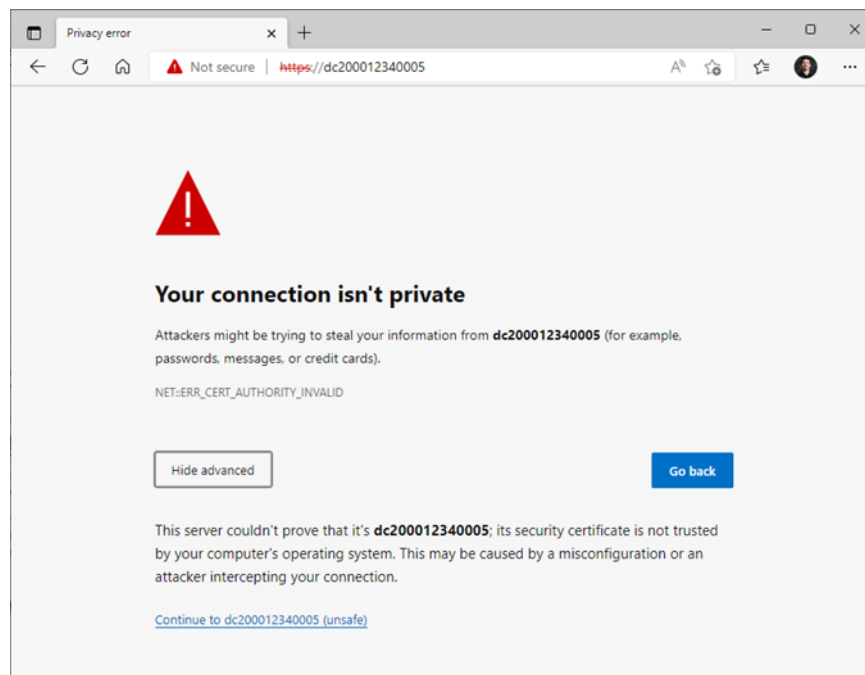 Privacy error
Not secure | https://dc200012340005
Your connection isn't private
Attackers might be trying to steal your information from dc200012340005 (for example,
passwords, messages, or credit cards).
NET::ERR_CERT_AUTHORITY_INVALID
Hide advanced
Go back
This server couldn't prove that it's dc200012340005; its security certificate is not trusted
by your computer's operating system. This may be caused by a misconfiguration or an
attacker intercepting your connection.
Continue to dc200012340005 (unsafe)